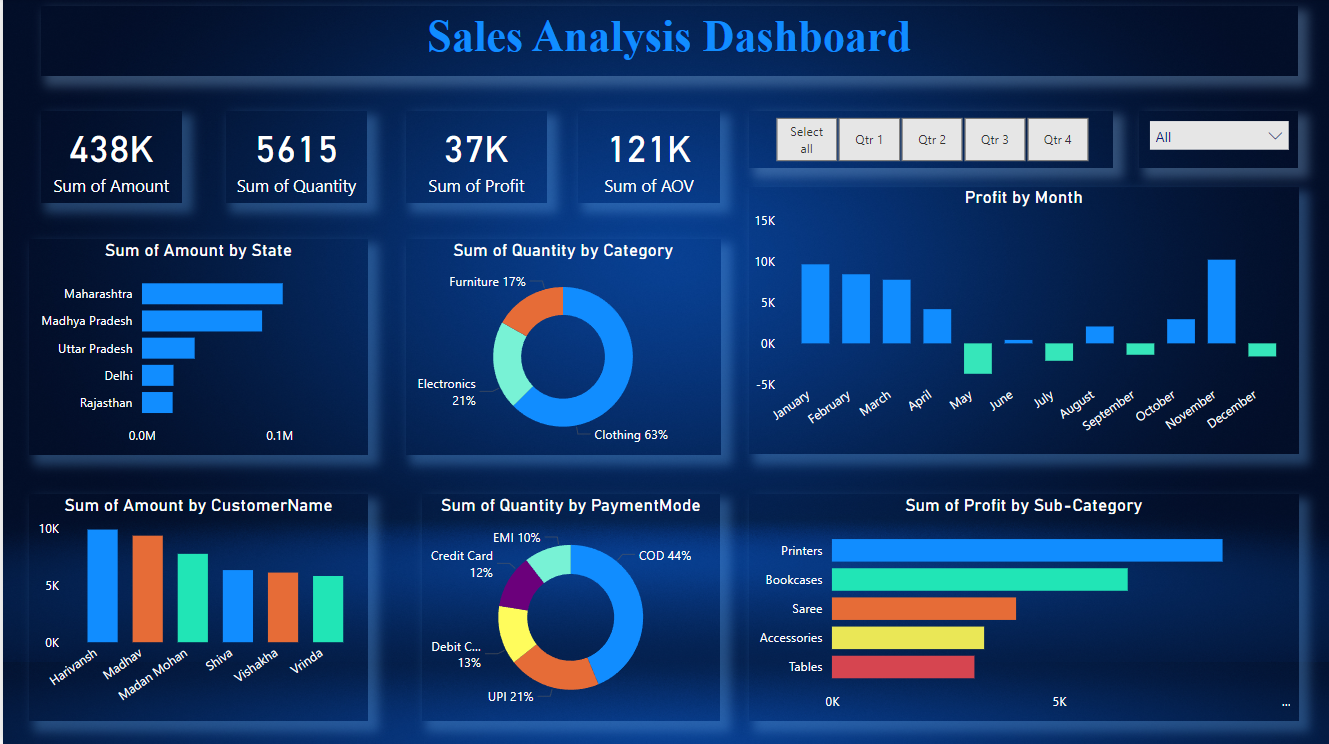 Sales Analysis Dashboard
438K
Sum of Amount
5615
Sum of Quantity
37K
Sum of Profit
121K
Sum of AOV
Select
all
Qtr 1
Qtr 2
Qtr 3
Qtr 4
All
Profit by Month
15K
10K
5K
0K
-5K
January
February
March
April
May
June
July
August
September
October
November
December
Sum of Amount by State
Maharashtra
Madhya Pradesh
Uttar Pradesh
Delhi
Rajasthan
0.0M
0.1M
Sum of Quantity by Category
Furniture 17%
Electronics
21%
Clothing 63%
Sum of Amount by CustomerName
10K
5K
0K
Harivansh
Madhav
Madan Mohan
Shiva
Vishakha
Vrinda
Sum of Quantity by PaymentMode
EMI 10%
Credit Card
12%
COD 44%
Debit C...
13%
UPI 21%
Sum of Profit by Sub-Category
Printers
Bookcases
Saree
Accessories
Tables
0K
5K
...